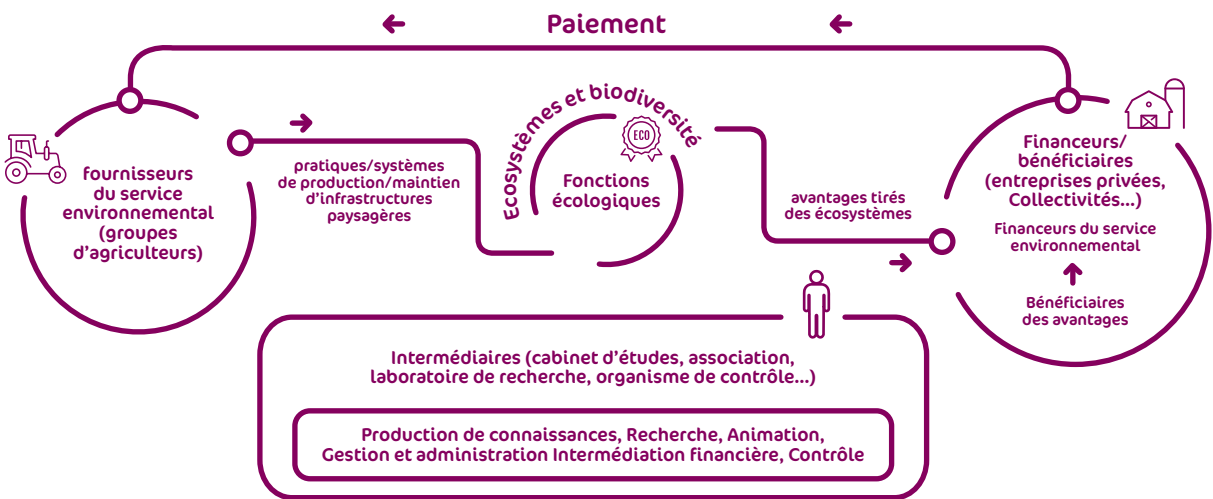 Paiement
fournisseurs
du service
environnemental
(groupes
d'agriculteurs)
pratiques/systèmes
de production/maintien
d'infrastructures
paysagères
Ecosystèmes et biodiversité
ECO
Fonctions
écologiques
avantages tirés
des écosystèmes
Financeurs/
bénéficiaires
(entreprises privées,
Collectivités...)
Financeurs du service
environnemental
Bénéficiaires
des avantages
Intermédiaires (cabinet d'études, association,
laboratoire de recherche, organisme de contrôle...)
Production de connaissances, Recherche, Animation,
Gestion et administration Intermédiation financière, Contrôle